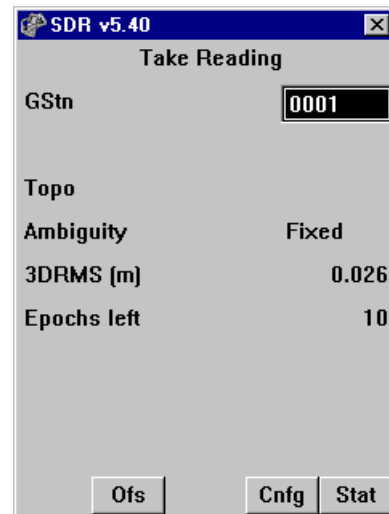 SDR v5.40
Take Reading
GStn 0001
Topo
Ambiguity Fixed
3DRMS (m) 0.026
Epochs left 10
Ofs Cnfg Stat